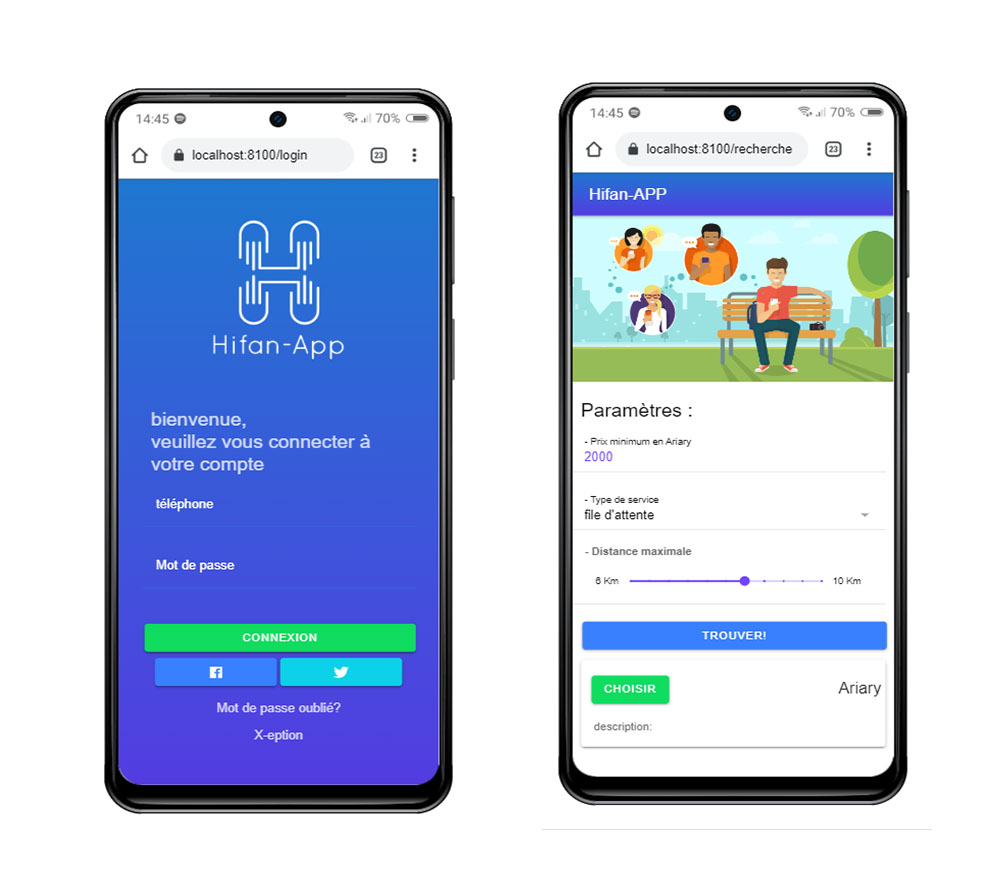 14:45
70%
localhost:8100/login
23
Hifan-App
bienvenue,
veuillez vous connecter à
votre compte
téléphone
Mot de passe
CONNEXION
Mot de passe oublié?
X-eption
14:45
70%
localhost:8100/recherche
23
Hifan-APP
Paramètres :
- Prix minimum en Ariary
2000
- Type de service
file d'attente
- Distance maximale
6 Km
10 Km
TROUVER!
CHOISIR
Ariary
description: